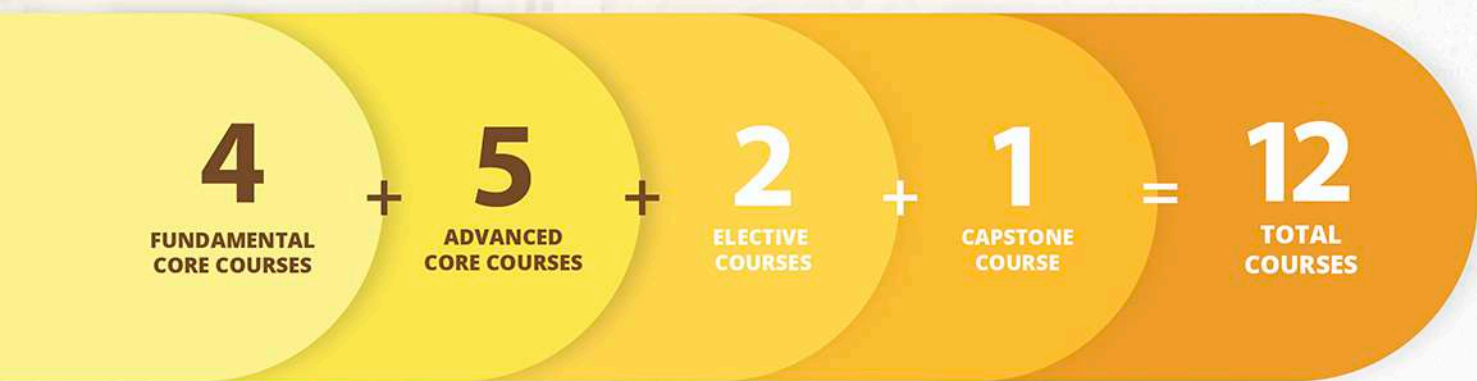 4
FUNDAMENTAL
CORE COURSES
+
5
ADVANCED
CORE COURSES
+
2
ELECTIVE
COURSES
+
1
CAPSTONE
COURSE
=
12
TOTAL
COURSES